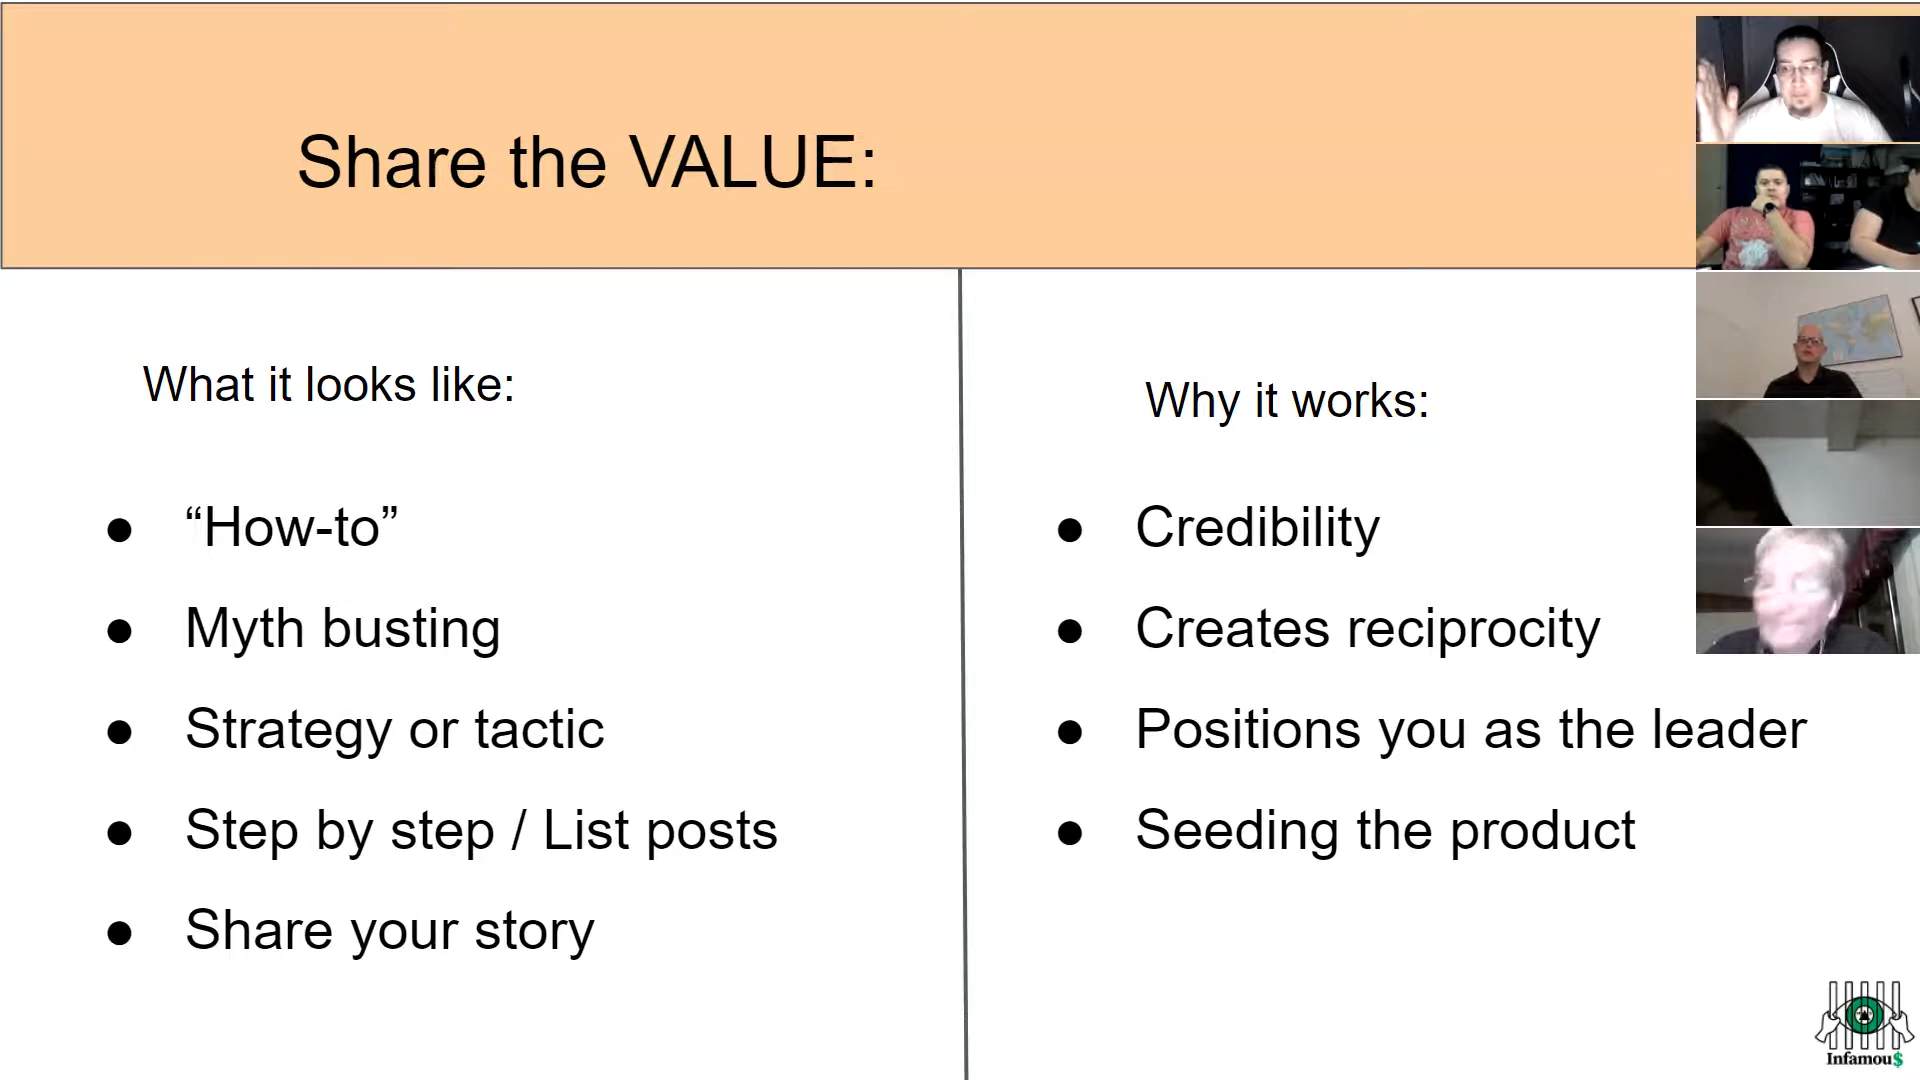 Share the VALUE:
What it looks like:
● “How-to”
● Myth busting
● Strategy or tactic
● Step by step / List posts
● Share your story
Why it works:
● Credibility
● Creates reciprocity
● Positions you as the leader
● Seeding the product
Infamou$